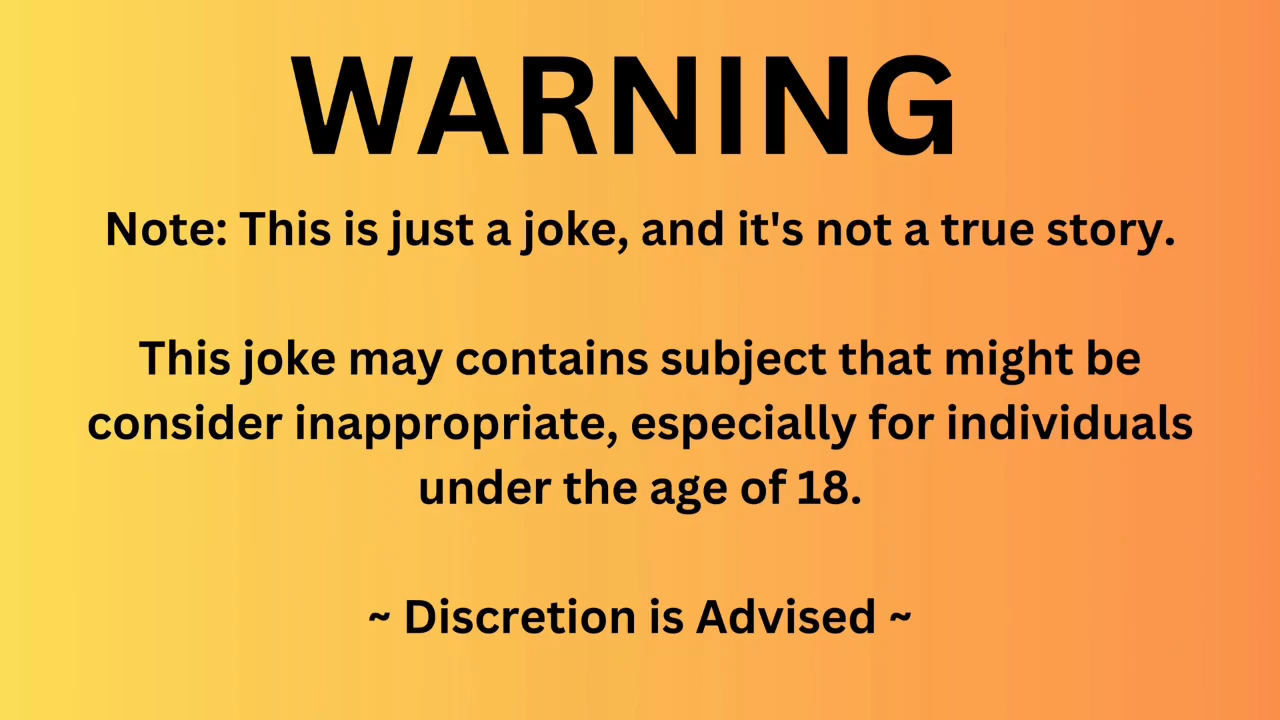 WARNING
Note: This is just a joke, and it's not a true story.
This joke may contains subject that might be
consider inappropriate, especially for individuals
under the age of 18.
~ Discretion is Advised ~